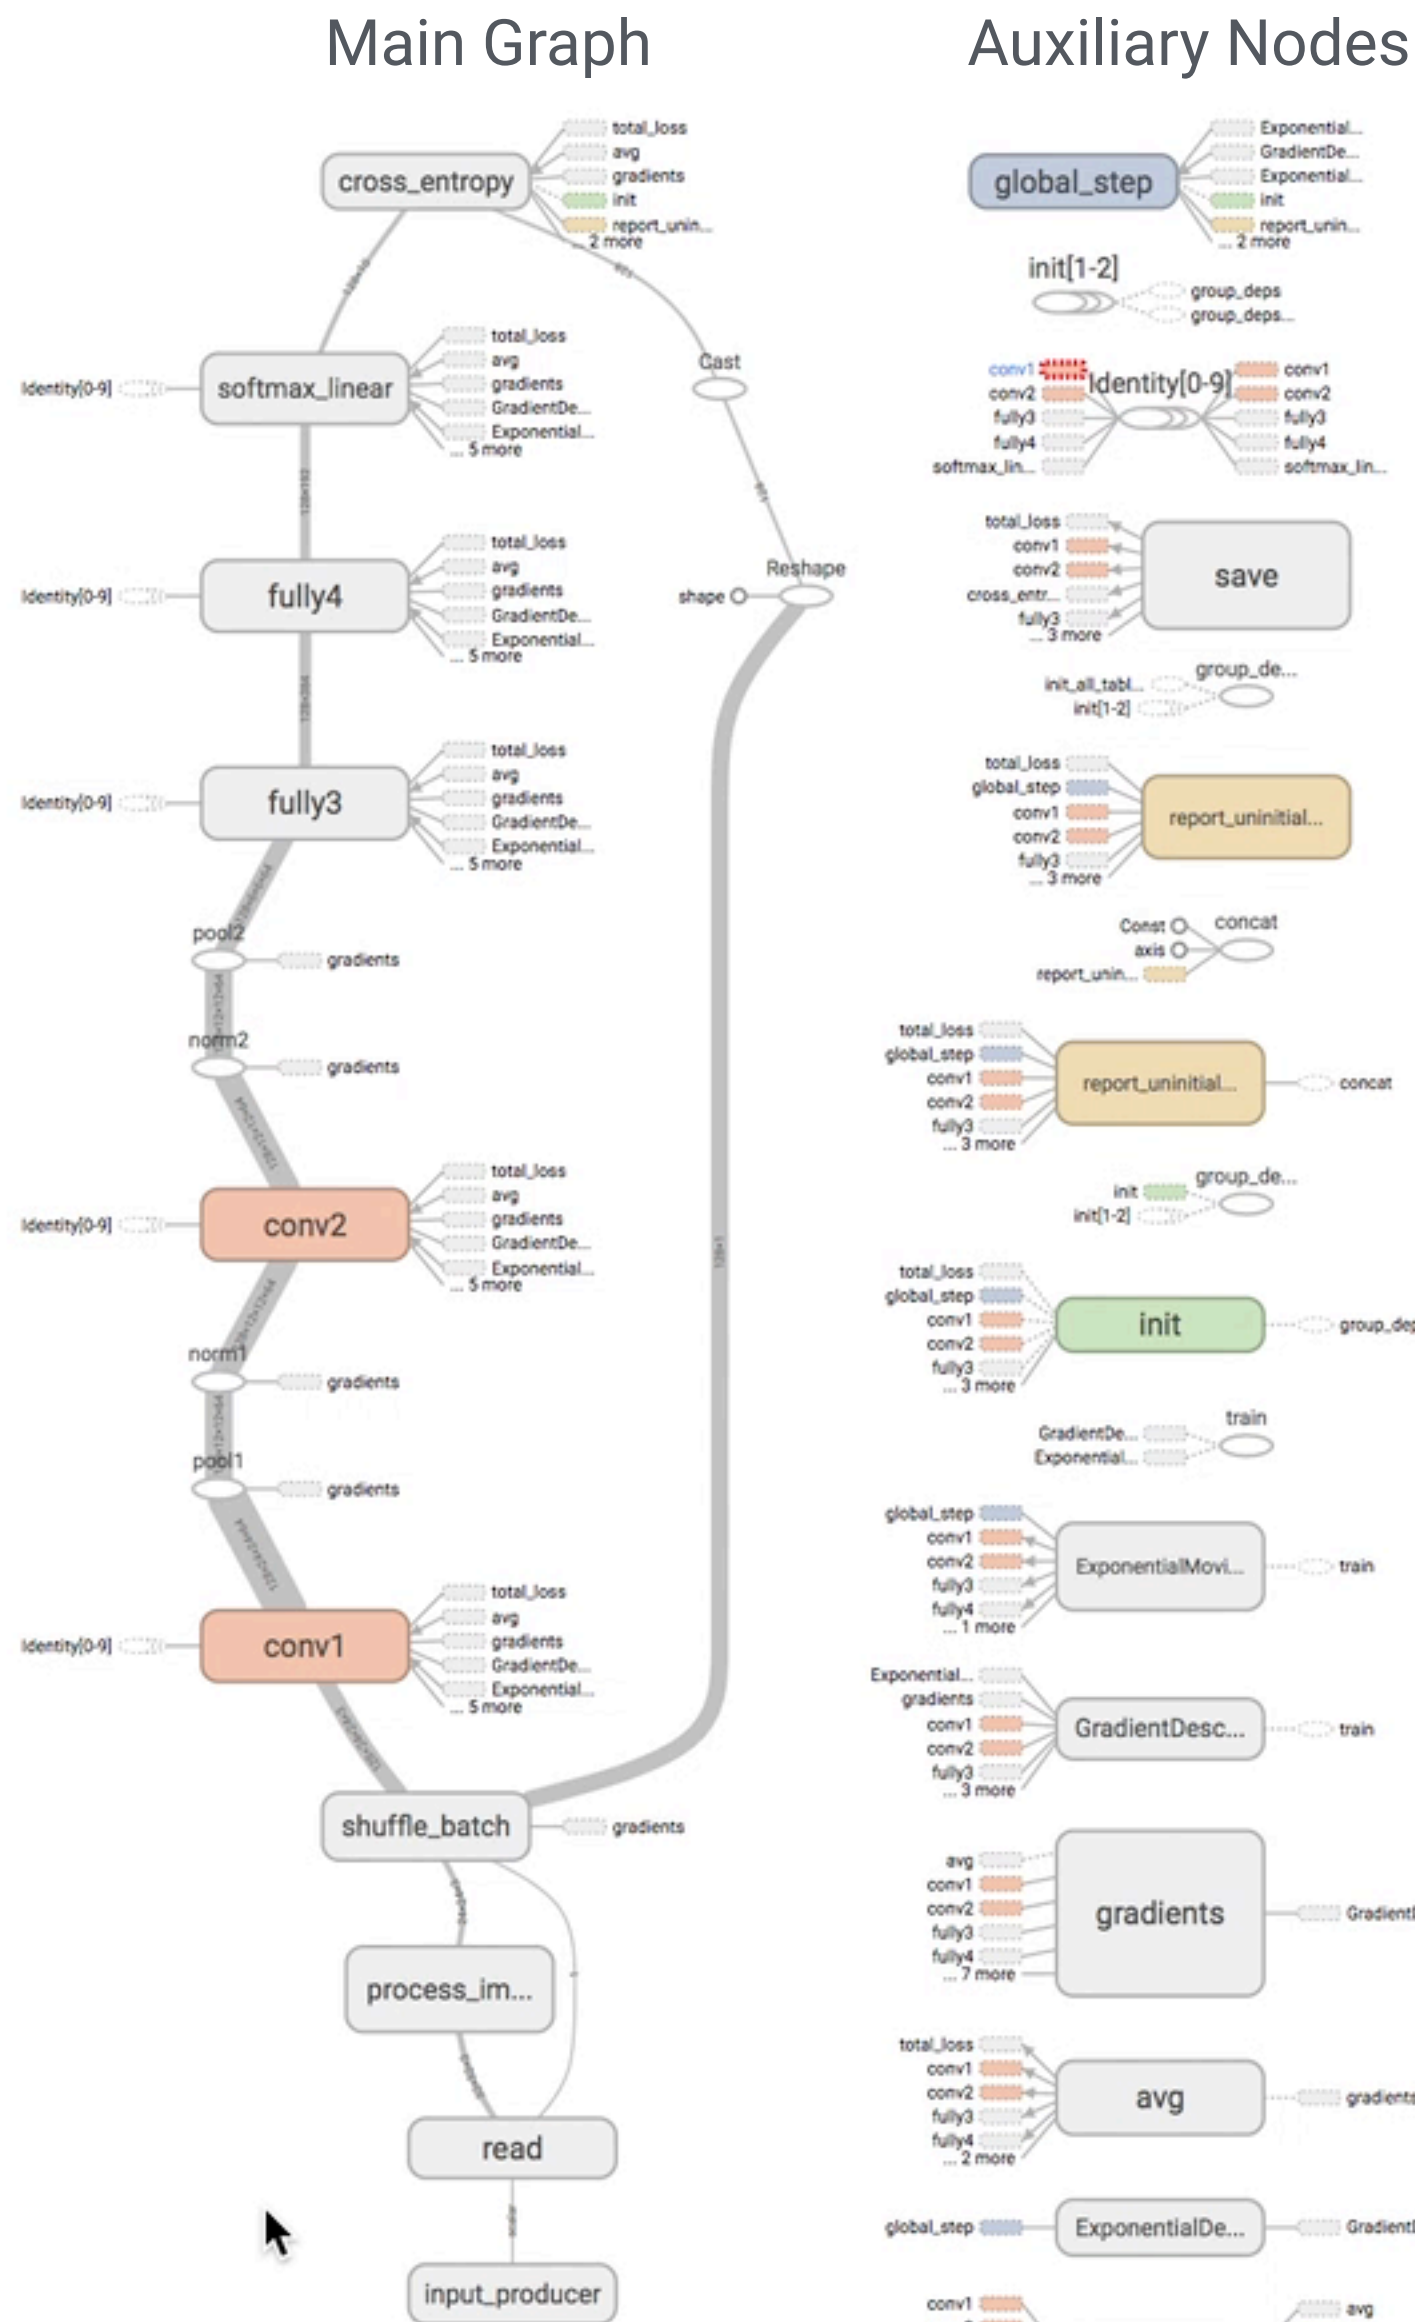 Main Graph
cross_entropy
total_loss
avg
gradients
init
report_unin...
... 2 more
Identity[0-9]
softmax_linear
total_loss
avg
gradients
GradientDe...
Exponential...
... 5 more
Cast
Identity[0-9]
fully4
total_loss
avg
gradients
GradientDe...
Exponential...
... 5 more
Reshape
shape
Identity[0-9]
fully3
total_loss
avg
gradients
GradientDe...
Exponential...
... 5 more
pool2
gradients
norm2
gradients
Identity[0-9]
conv2
total_loss
avg
gradients
GradientDe...
Exponential...
... 5 more
norm1
gradients
pool1
gradients
128×1
Identity[0-9]
conv1
total_loss
avg
gradients
GradientDe...
Exponential...
... 5 more
shuffle_batch
gradients
process_im...
read
scalar
input_producer
Auxiliary Nodes
global_step
Exponential...
GradientDe...
Exponential...
init
report_unin...
... 2 more
init[1-2]
group_deps
group_deps...
Identity[0-9]
conv1
conv2
fully3
fully4
softmax_lin...
conv1
conv2
fully3
fully4
softmax_lin...
total_loss
conv1
conv2
cross_entr...
fully3
... 3 more
save
group_de...
init_all_tabl...
init[1-2]
total_loss
global_step
conv1
conv2
fully3
... 3 more
report_uninitial...
Const
axis
report_unin...
concat
total_loss
global_step
conv1
conv2
fully3
... 3 more
report_uninitial...
concat
group_de...
init
init[1-2]
total_loss
global_step
conv1
conv2
fully3
... 3 more
init
group_dep
train
GradientDe...
Exponential...
global_step
conv1
conv2
fully3
fully4
... 1 more
ExponentialMovi...
train
Exponential...
gradients
conv1
conv2
fully3
... 3 more
GradientDesc...
train
avg
conv1
conv2
fully3
fully4
... 7 more
gradients
Gradient
total_loss
conv1
conv2
fully3
fully4
... 2 more
avg
gradients
global_step
ExponentialDe...
Gradient
conv1
avg